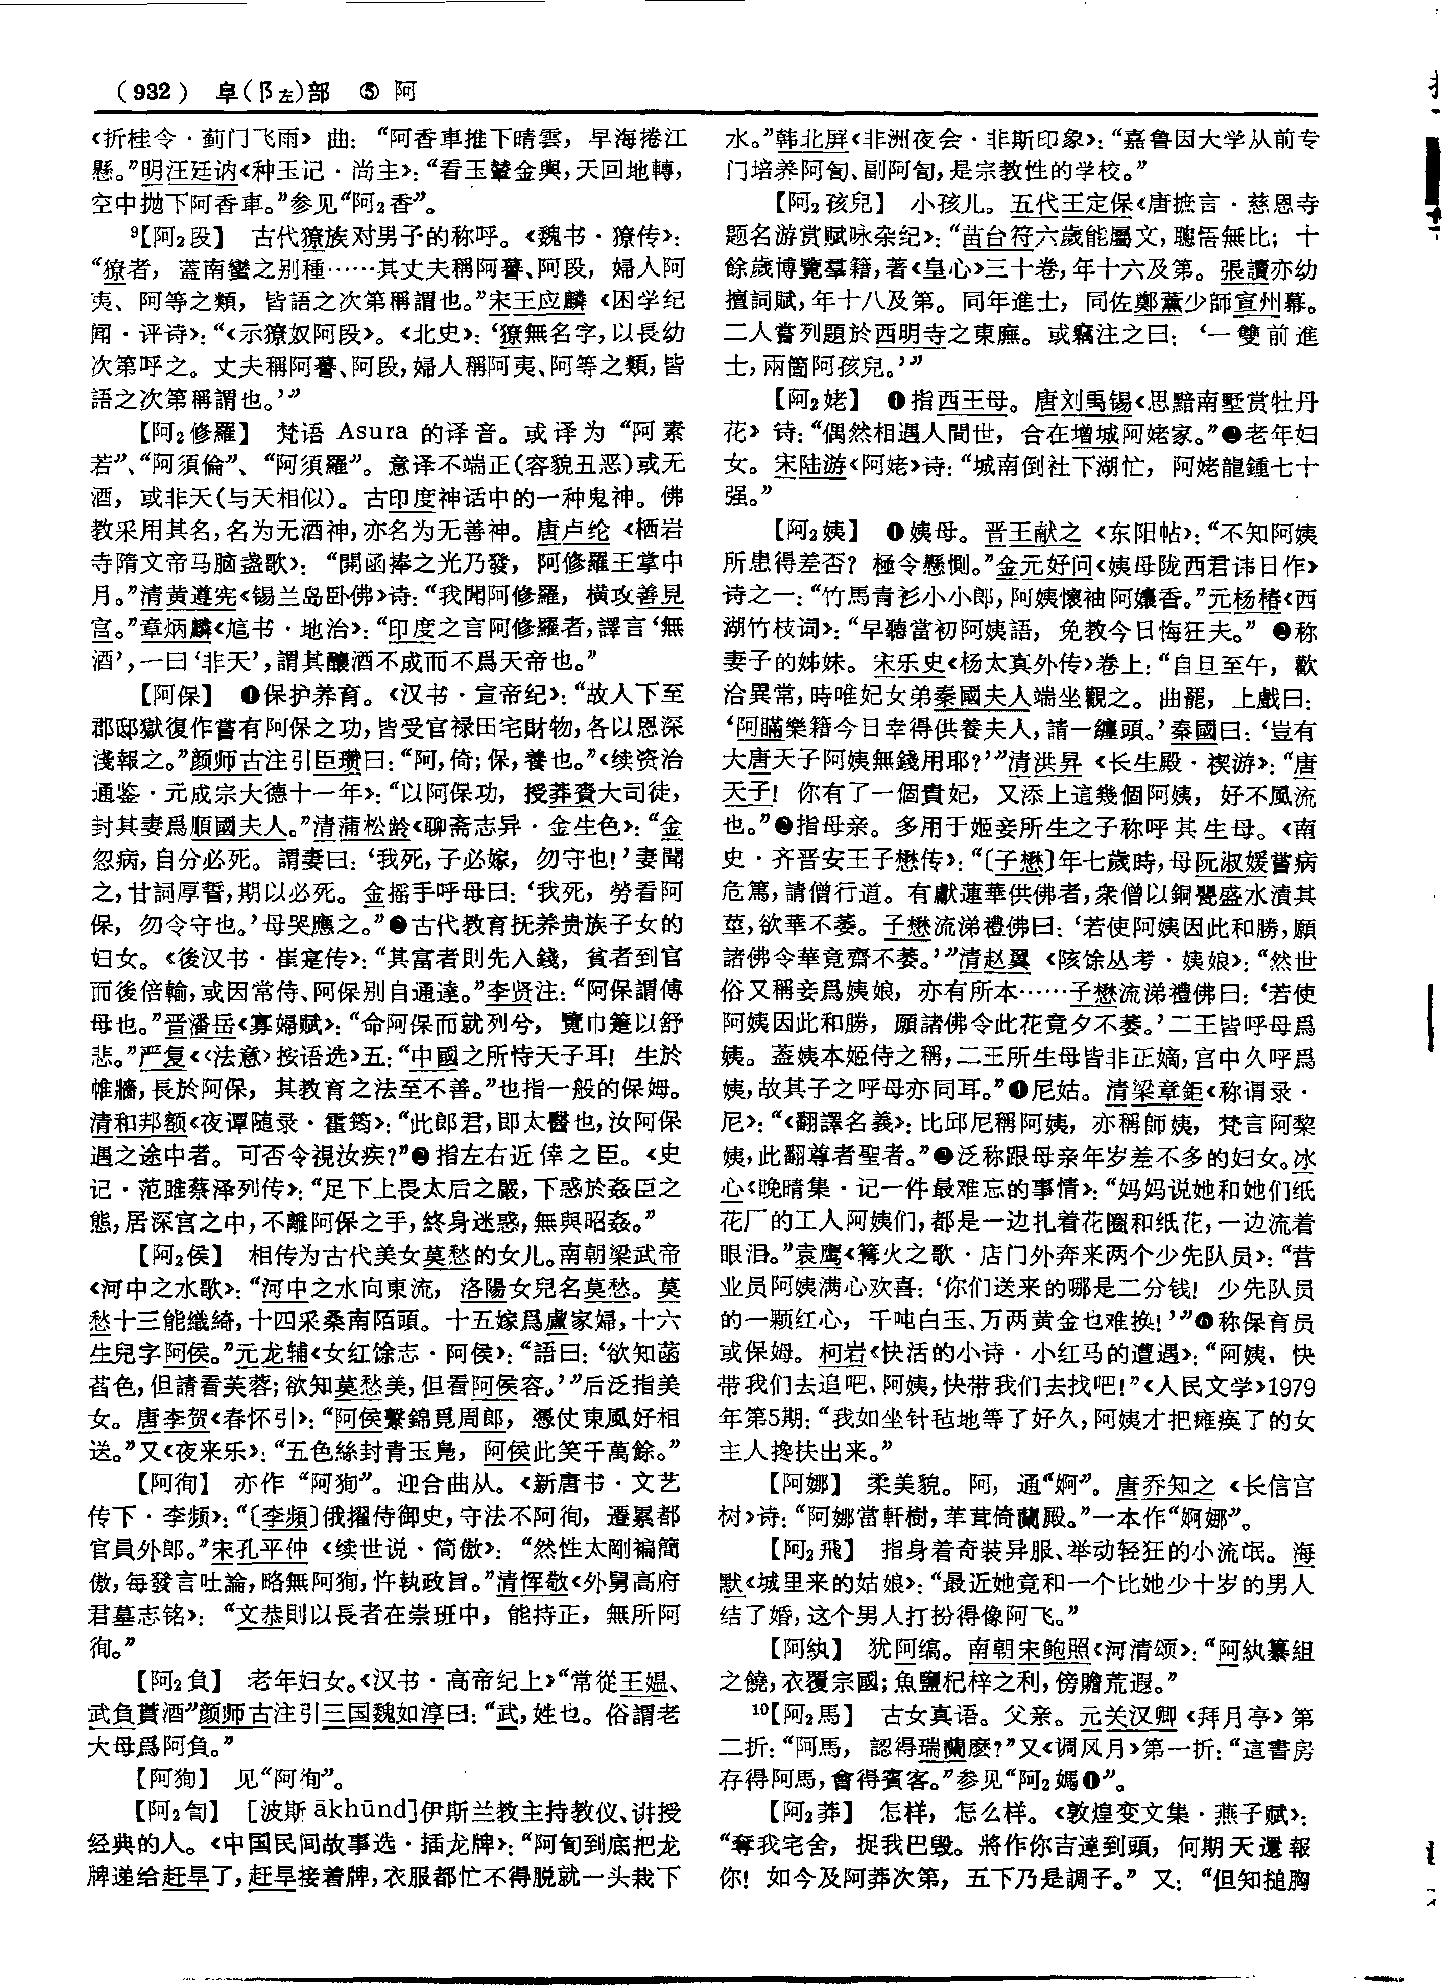 (932) 阜(阝左)部 ⑤ 阿
《折桂令·蓟门飞雨》曲：“阿香車推下晴雲，早海捲江
懸。”明汪廷讷《种玉记·尚主》：“看玉輦金輿，天回地轉，
空中抛下阿香車。”参见“阿₂香”。
⁹【阿₂段】 古代獠族对男子的称呼。《魏书·獠传》：
“獠者，蓋南蠻之别種……其丈夫稱阿謩、阿段，婦人阿
夷、阿等之類，皆語之次第稱謂也。”宋王应麟《困学纪
闻·评诗》：“《示獠奴阿段》。《北史》：‘獠無名字，以長幼
次第呼之。丈夫稱阿謩、阿段，婦人稱阿夷、阿等之類，皆
語之次第稱謂也。’”
【阿₂修羅】 梵语 Asura 的译音。或译为“阿素
若”、“阿須倫”、“阿須羅”。意译不端正(容貌丑恶)或无
酒，或非天(与天相似)。古印度神话中的一种鬼神。佛
教采用其名，名为无酒神，亦名为无善神。唐卢纶《栖岩
寺隋文帝马脑盏歌》：“開函捧之光乃發，阿修羅王掌中
月。”清黄遵宪《锡兰岛卧佛》诗：“我聞阿修羅，橫攻善見
宫。”章炳麟《訄书·地治》：“印度之言阿修羅者，譯言‘無
酒’，一曰‘非天’，謂其釀酒不成而不爲天帝也。”
【阿保】 ❶保护养育。《汉书·宣帝纪》：“故人下至
郡邸獄復作嘗有阿保之功，皆受官禄田宅財物，各以恩深
淺報之。”颜师古注引臣瓚曰：“阿，倚；保，養也。”《续资治
通鉴·元成宗大德十一年》：“以阿保功，授莽賚大司徒，
封其妻爲順國夫人。”清蒲松龄《聊斋志异·金生色》：“金
忽病，自分必死。謂妻曰：‘我死，子必嫁，勿守也！’妻聞
之，甘詞厚誓，期以必死。金摇手呼母曰：‘我死，勞看阿
保，勿令守也。’母哭應之。”❷古代教育抚养贵族子女的
妇女。《後汉书·崔寔传》：“其富者則先入錢，貧者到官
而後倍輸，或因常侍、阿保别自通達。”李贤注：“阿保謂傅
母也。”晋潘岳《寡婦赋》：“命阿保而就列兮，覽巾箑以舒
悲。”严复《〈法意〉按语选》五：“中國之所恃天子耳！生於
帷牆，長於阿保，其教育之法至不善。”也指一般的保姆。
清和邦额《夜谭随录·霍筠》：“此郎君，即太醫也，汝阿保
遇之途中者。可否令視汝疾？”❸指左右近倖之臣。《史
记·范雎蔡泽列传》：“足下上畏太后之嚴，下惑於姦臣之
態，居深宫之中，不離阿保之手，終身迷惑，無與昭姦。”
【阿₂侯】 相传为古代美女莫愁的女儿。南朝梁武帝
《河中之水歌》：“河中之水向東流，洛陽女兒名莫愁。莫
愁十三能織綺，十四采桑南陌頭。十五嫁爲盧家婦，十六
生兒字阿侯。”元龙辅《女红馀志·阿侯》：“語曰：‘欲知菡
萏色，但請看芙蓉；欲知莫愁美，但看阿侯容。’”后泛指美
女。唐李贺《春怀引》：“阿侯繫錦覓周郎，憑仗東風好相
送。”又《夜来乐》：“五色絲封青玉鳧，阿侯此笑千萬餘。”
【阿徇】 亦作“阿狥”。迎合曲从。《新唐书·文艺
传下·李频》：“〔李頻〕俄擢侍御史，守法不阿徇，遷累都
官員外郎。”宋孔平仲《续世说·简傲》：“然性太剛褊簡
傲，每發言吐論，略無阿狥，忤執政旨。”清恽敬《外舅高府
君墓志铭》：“文恭則以長者在崇班中，能持正，無所阿
徇。”
【阿₂負】 老年妇女。《汉书·高帝纪上》“常從王媪、
武負貰酒”颜师古注引三国魏如淳曰：“武，姓也。俗謂老
大母爲阿負。”
【阿狥】 见“阿徇”。
【阿₂訇】 [波斯 ākhūnd]伊斯兰教主持教仪、讲授
经典的人。《中国民间故事选·插龙牌》：“阿訇到底把龙
牌递给赶旱了，赶旱接着牌，衣服都忙不得脱就一头栽下
水。”韩北屏《非洲夜会·非斯印象》：“嘉鲁因大学从前专
门培养阿訇、副阿訇，是宗教性的学校。”
【阿₂孩兒】 小孩儿。五代王定保《唐摭言·慈恩寺
题名游赏赋咏杂纪》：“苗台符六歲能屬文，聰悟無比；十
餘歲博覽羣籍，著《皇心》三十卷，年十六及第。張讀亦幼
擅詞賦，年十八及第。同年進士，同佐鄭薰少師宣州幕。
二人嘗列題於西明寺之東廡。或竊注之曰：‘一雙前進
士，兩箇阿孩兒。’”
【阿₂姥】 ❶指西王母。唐刘禹锡《思黯南墅赏牡丹
花》诗：“偶然相遇人間世，合在增城阿姥家。”❷老年妇
女。宋陆游《阿姥》诗：“城南倒社下湖忙，阿姥龍鍾七十
强。”
【阿₂姨】 ❶姨母。晋王献之《东阳帖》：“不知阿姨
所患得差否？極令懸惻。”金元好问《姨母陇西君讳日作》
诗之一：“竹馬青衫小小郎，阿姨懷袖阿孃香。”元杨椿《西
湖竹枝词》：“早聽當初阿姨語，免教今日悔狂夫。”❷称
妻子的姊妹。宋乐史《杨太真外传》卷上：“自旦至午，歡
洽異常，時唯妃女弟秦國夫人端坐觀之。曲罷，上戲曰：
‘阿瞞樂籍今日幸得供養夫人，請一纏頭。’秦國曰：‘豈有
大唐天子阿姨無錢用耶？’”清洪昇《长生殿·禊游》：“唐
天子！你有了一個貴妃，又添上這幾個阿姨，好不風流
也。”❸指母亲。多用于姬妾所生之子称呼其生母。《南
史·齐晋安王子懋传》：“〔子懋〕年七歲時，母阮淑媛嘗病
危篤，請僧行道。有獻蓮華供佛者，衆僧以銅甖盛水漬其
莖，欲華不萎。子懋流涕禮佛曰：‘若使阿姨因此和勝，願
諸佛令華竟齋不萎。’”清赵翼《陔馀丛考·姨娘》：“然世
俗又稱妾爲姨娘，亦有所本……子懋流涕禮佛曰：‘若使
阿姨因此和勝，願諸佛令此花竟夕不萎。’二王皆呼母爲
姨。蓋姨本姬侍之稱，二王所生母皆非正嫡，宫中久呼爲
姨，故其子之呼母亦同耳。”❹尼姑。清梁章鉅《称谓录·
尼》：“《翻譯名義》：比邱尼稱阿姨，亦稱師姨，梵言阿棃
姨，此翻尊者聖者。”❺泛称跟母亲年岁差不多的妇女。冰
心《晚晴集·记一件最难忘的事情》：“妈妈说她和她们纸
花厂的工人阿姨们，都是一边扎着花圈和纸花，一边流着
眼泪。”袁鹰《篝火之歌·店门外奔来两个少先队员》：“营
业员阿姨满心欢喜：‘你们送来的哪是二分钱！少先队员
的一颗红心，千吨白玉、万两黄金也难换！’”❻称保育员
或保姆。柯岩《快活的小诗·小红马的遭遇》：“阿姨，快
带我们去追吧，阿姨，快带我们去找吧！”《人民文学》1979
年第5期：“我如坐针毡地等了好久，阿姨才把瘫痪了的女
主人搀扶出来。”
【阿娜】 柔美貌。阿，通“婀”。唐乔知之《长信宫
树》诗：“阿娜當軒樹，䒠茸倚蘭殿。”一本作“婀娜”。
【阿₂飛】 指身着奇装异服、举动轻狂的小流氓。海
默《城里来的姑娘》：“最近她竟和一个比她少十岁的男人
结了婚，这个男人打扮得像阿飞。”
【阿紈】 犹阿缟。南朝宋鲍照《河清颂》：“阿紈纂組
之饒，衣覆宗國；魚鹽杞梓之利，傍贍荒遐。”
¹⁰【阿₂馬】 古女真语。父亲。元关汉卿《拜月亭》第
二折：“阿馬，認得瑞蘭麽？”又《调风月》第一折：“這書房
存得阿馬，會得賓客。”参见“阿₂媽❶”。
【阿₂莽】 怎样，怎么样。《敦煌变文集·燕子赋》：
“奪我宅舍，捉我巴毁。將作你吉達到頭，何期天還報
你！如今及阿莽次第，五下乃是調子。”又：“但知搥胸